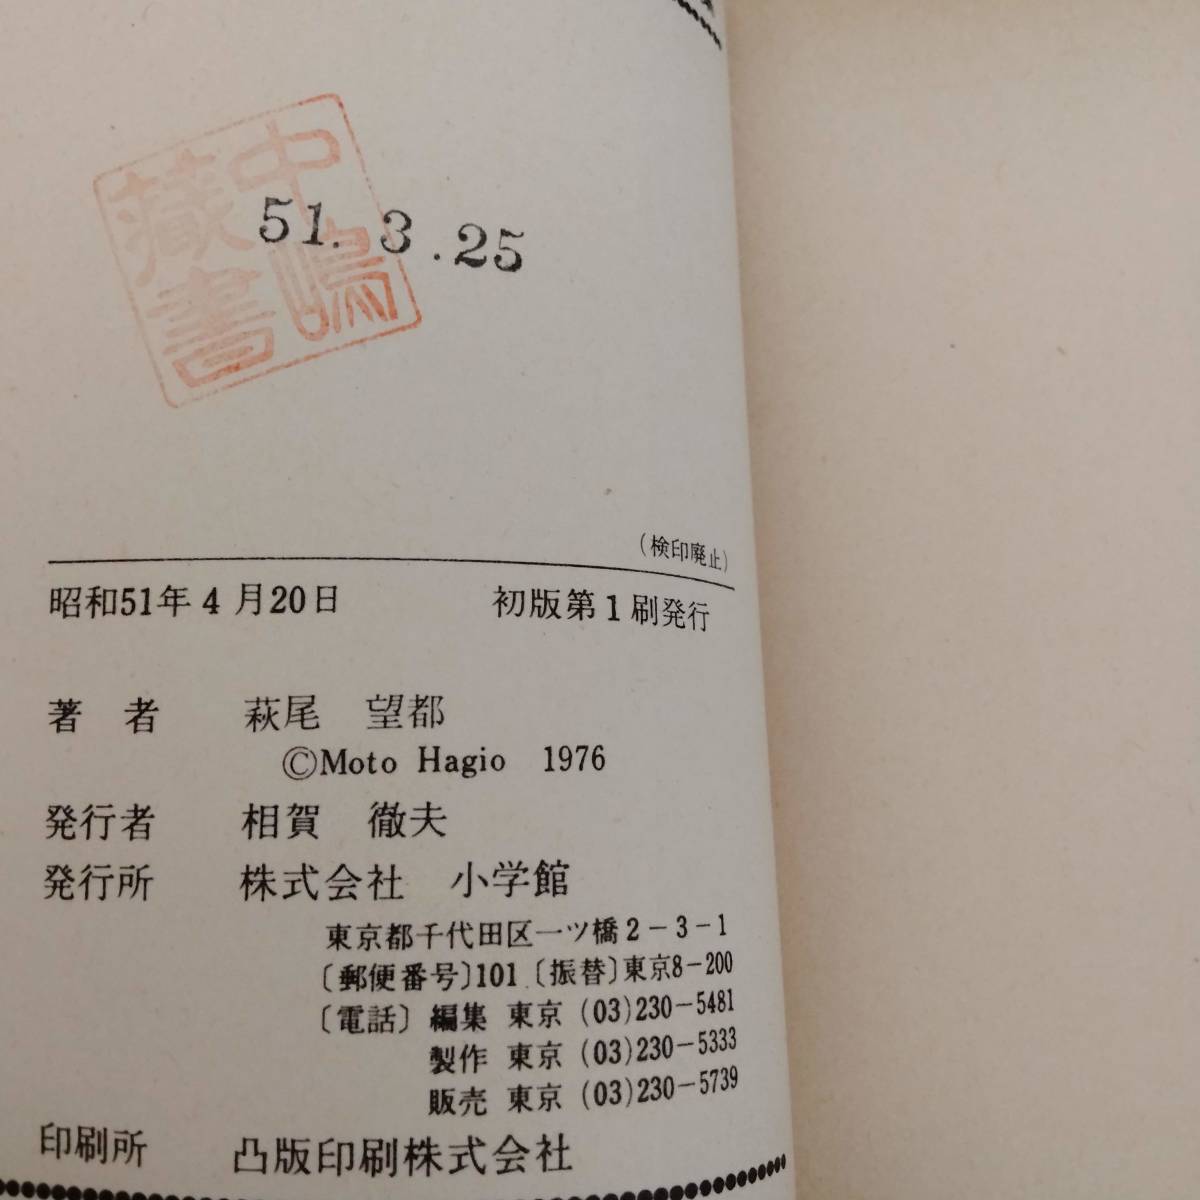 中嶋
蔵書
51. 3. 25
(検印廃止)
昭和51年4月20日 初版第1刷発行
著者 萩尾 望都
©Moto Hagio 1976
発行者 相賀 徹夫
発行所 株式会社 小学館
東京都千代田区一ツ橋2-3-1
〔郵便番号〕101〔振替〕東京8-200
〔電話〕編集 東京 (03)230-5481
製作 東京 (03)230-5333
販売 東京 (03)230-5739
印刷所 凸版印刷株式会社